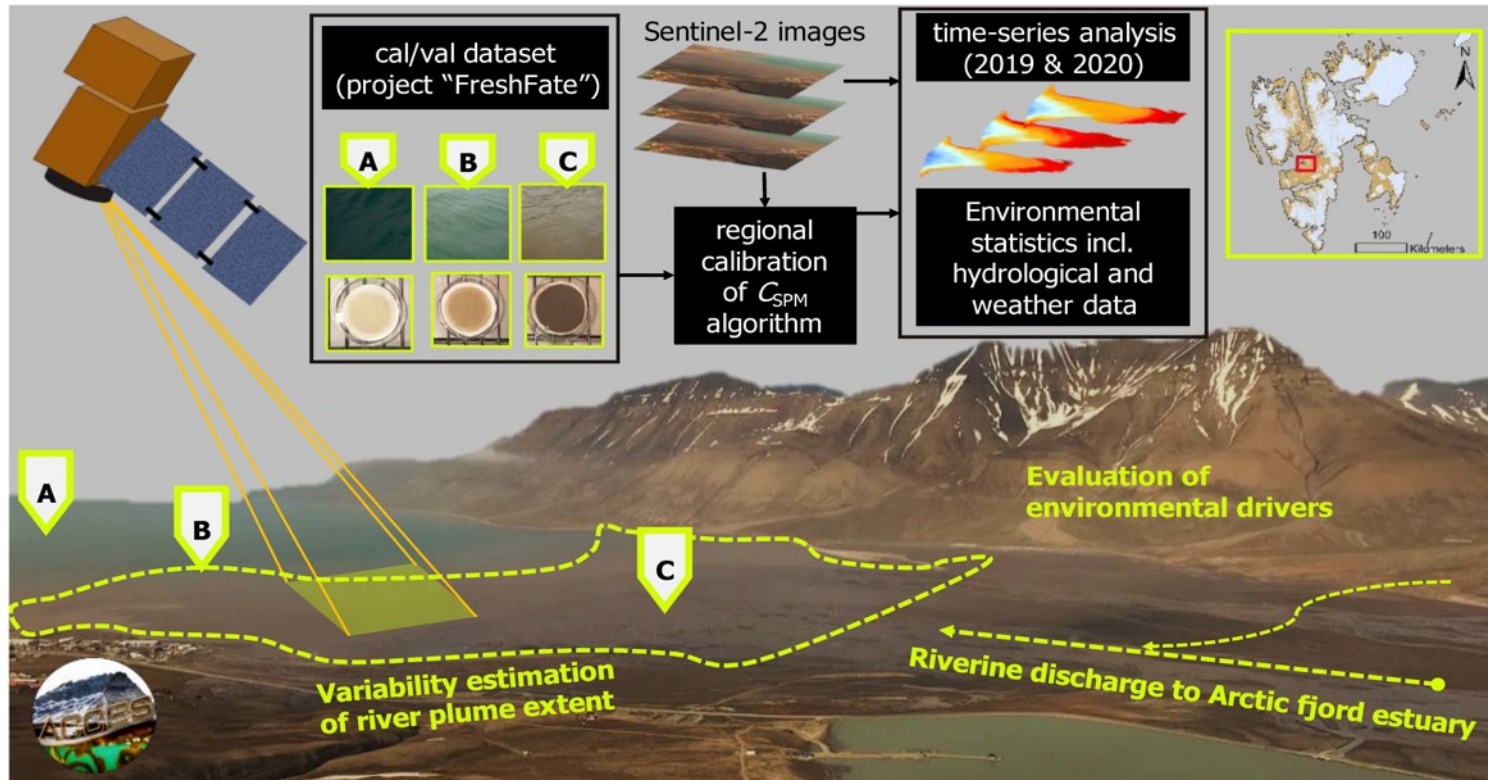 cal/val dataset
(project “FreshFate”)
A
B
C
Sentinel-2 images
regional
calibration
of CSPM
algorithm
time-series analysis
(2019 & 2020)
Environmental
statistics incl.
hydrological and
weather data
N
100
Kilometers
A
B
C
Evaluation of
environmental drivers
Variability estimation
of river plume extent
Riverine discharge to Arctic fjord estuary
ACCES